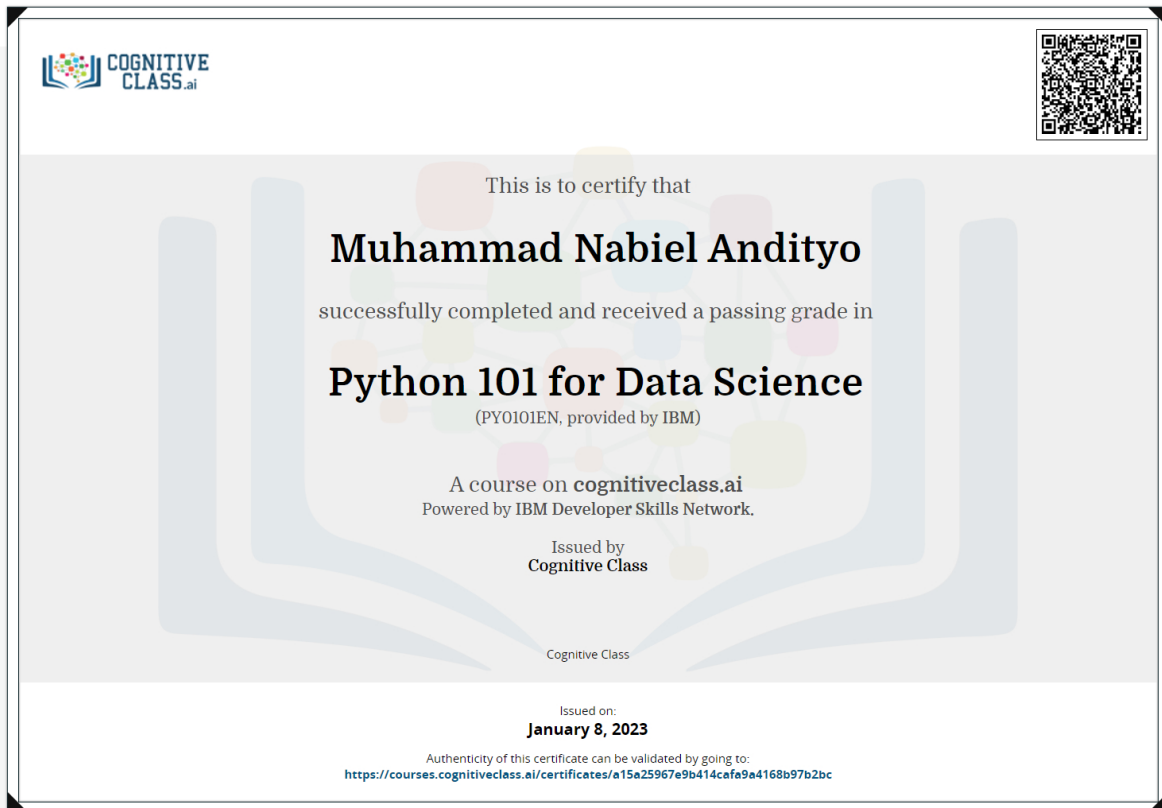 COGNITIVE
CLASS.ai
This is to certify that
Muhammad Nabiel Andityo
successfully completed and received a passing grade in
Python 101 for Data Science
(PY0101EN, provided by IBM)
A course on cognitiveclass.ai
Powered by IBM Developer Skills Network.
Issued by
Cognitive Class
Cognitive Class
Issued on:
January 8, 2023
Authenticity of this certificate can be validated by going to:
https://courses.cognitiveclass.ai/certificates/a15a25967e9b414cafa9a4168b97b2bc